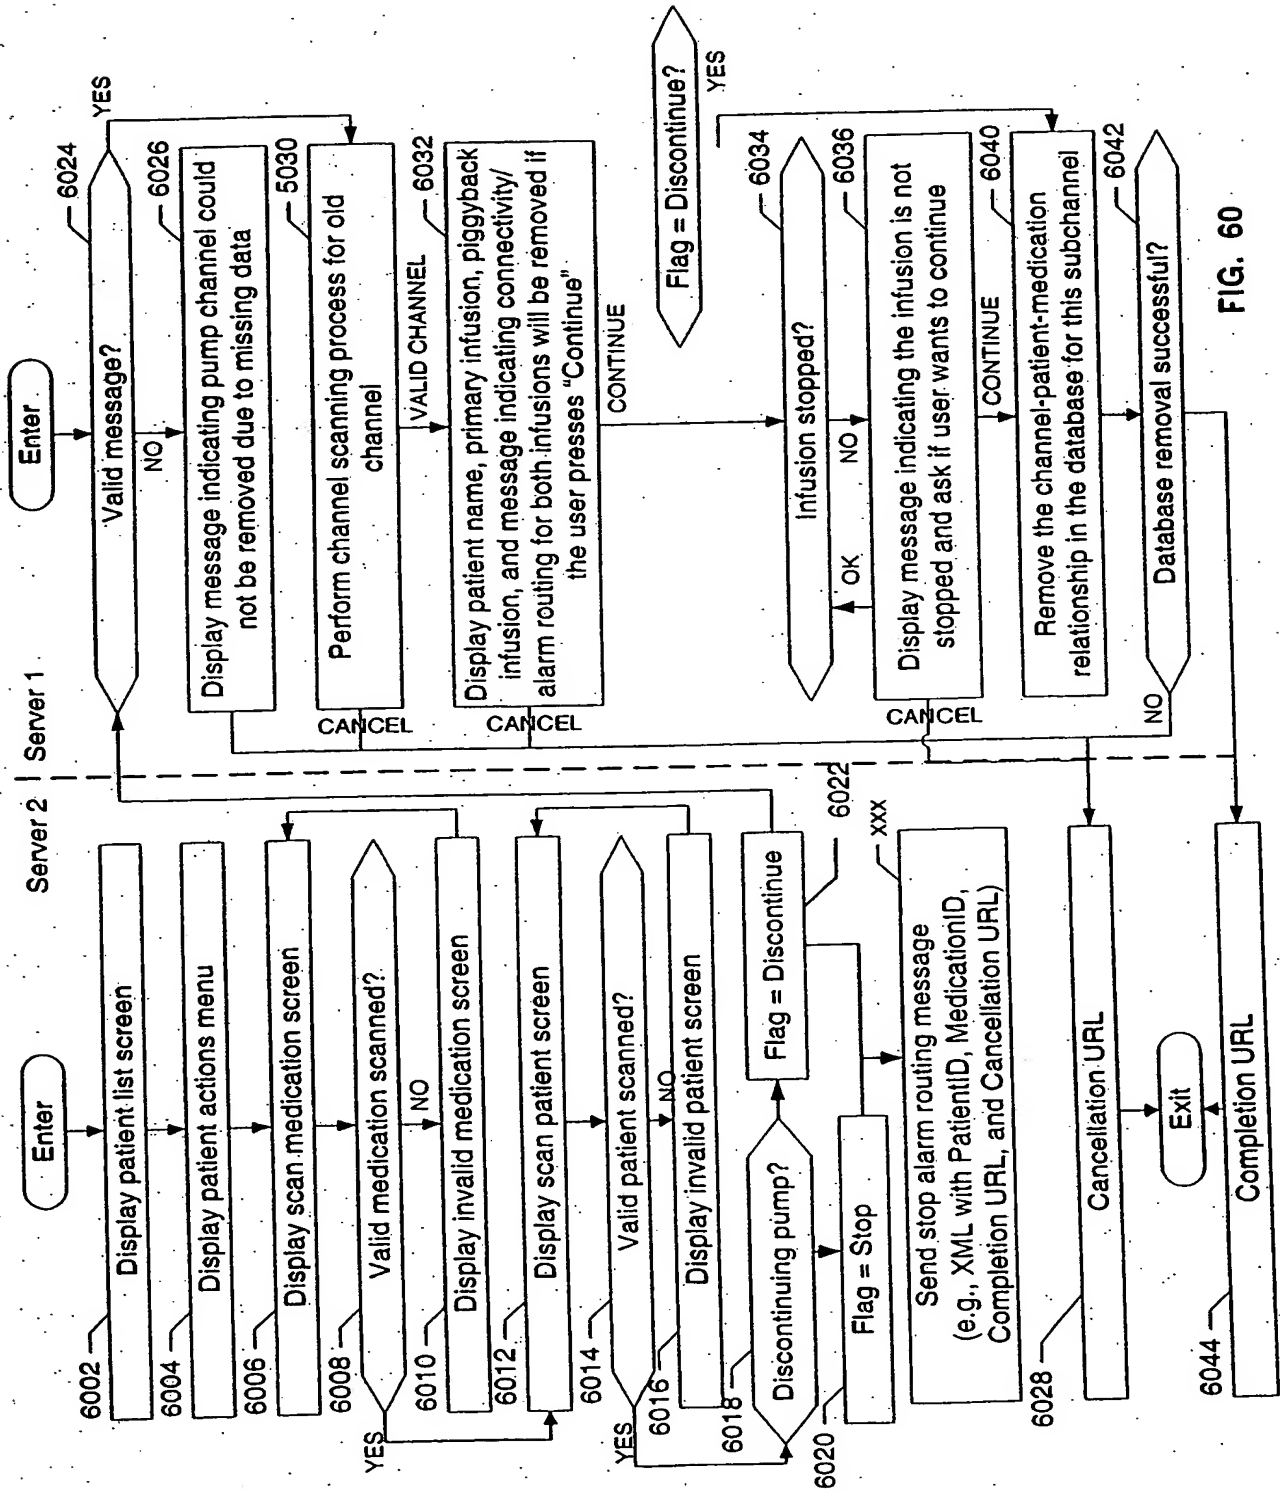 Server 2
Server 1
Enter
6002
Display patient list screen
6004
Display patient actions menu
6006
Display scan medication screen
6008
Valid medication scanned?
YES
NO
6010
Display invalid medication screen
6012
Display scan patient screen
6014
Valid patient scanned?
YES
NO
6016
Display invalid patient screen
6018
Discontinuing pump?
Flag = Discontinue
6022
6020
Flag = Stop
xxx
Send stop alarm routing message
(e.g., XML with PatientID, MedicationID,
Completion URL, and Cancellation URL)
6028
Cancellation URL
Exit
6044
Completion URL
Enter
6024
Valid message?
YES
NO
6026
Display message indicating pump channel could
not be removed due to missing data
5030
Perform channel scanning process for old
channel
CANCEL
VALID CHANNEL
6032
Display patient name, primary infusion, piggyback
infusion, and message indicating connectivity/
alarm routing for both infusions will be removed if
the user presses "Continue"
CANCEL
CONTINUE
Flag = Discontinue?
YES
6034
Infusion stopped?
OK
NO
6036
Display message indicating the infusion is not
stopped and ask if user wants to continue
CANCEL
CONTINUE
6040
Remove the channel-patient-medication
relationship in the database for this subchannel
6042
Database removal successful?
NO
FIG. 60